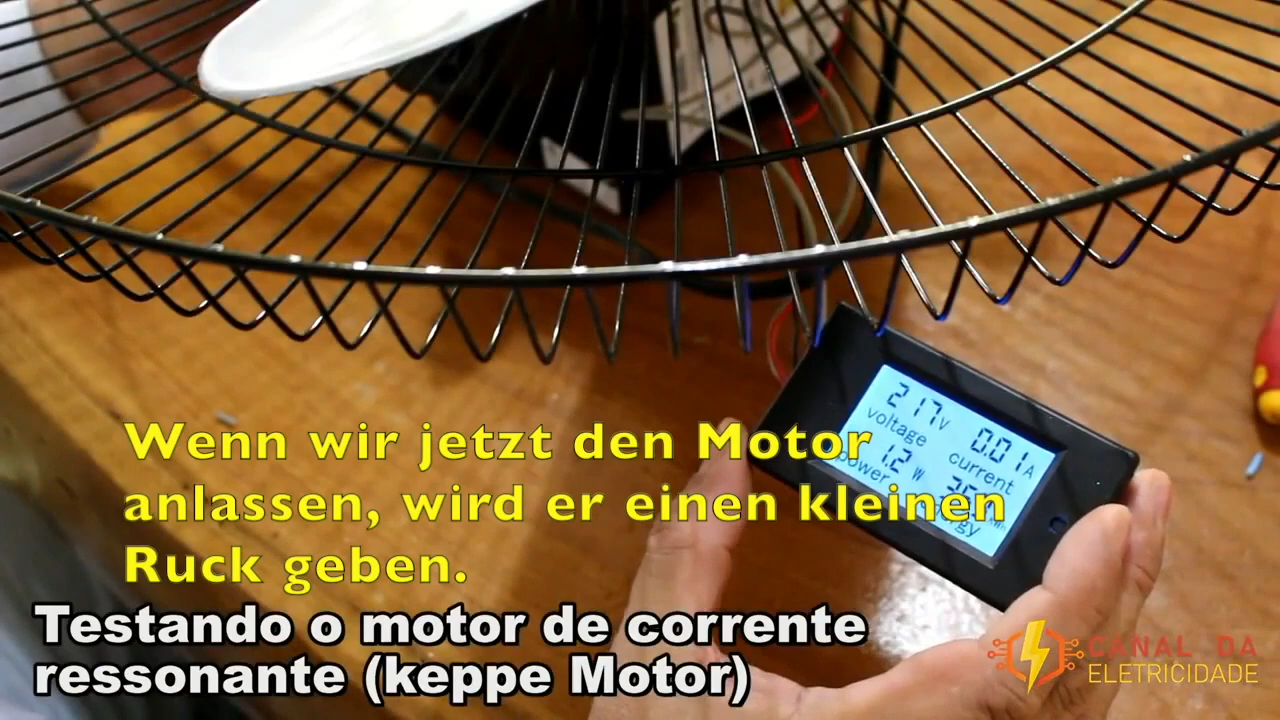 217V
voltage
0.01A
current
power
1.2 W
Wenn wir jetzt den Motor
anlassen, wird er einen kleinen
Ruck geben.
Testando o motor de corrente
ressonante (keppe Motor)
CANAL DA
ELETRICIDADE